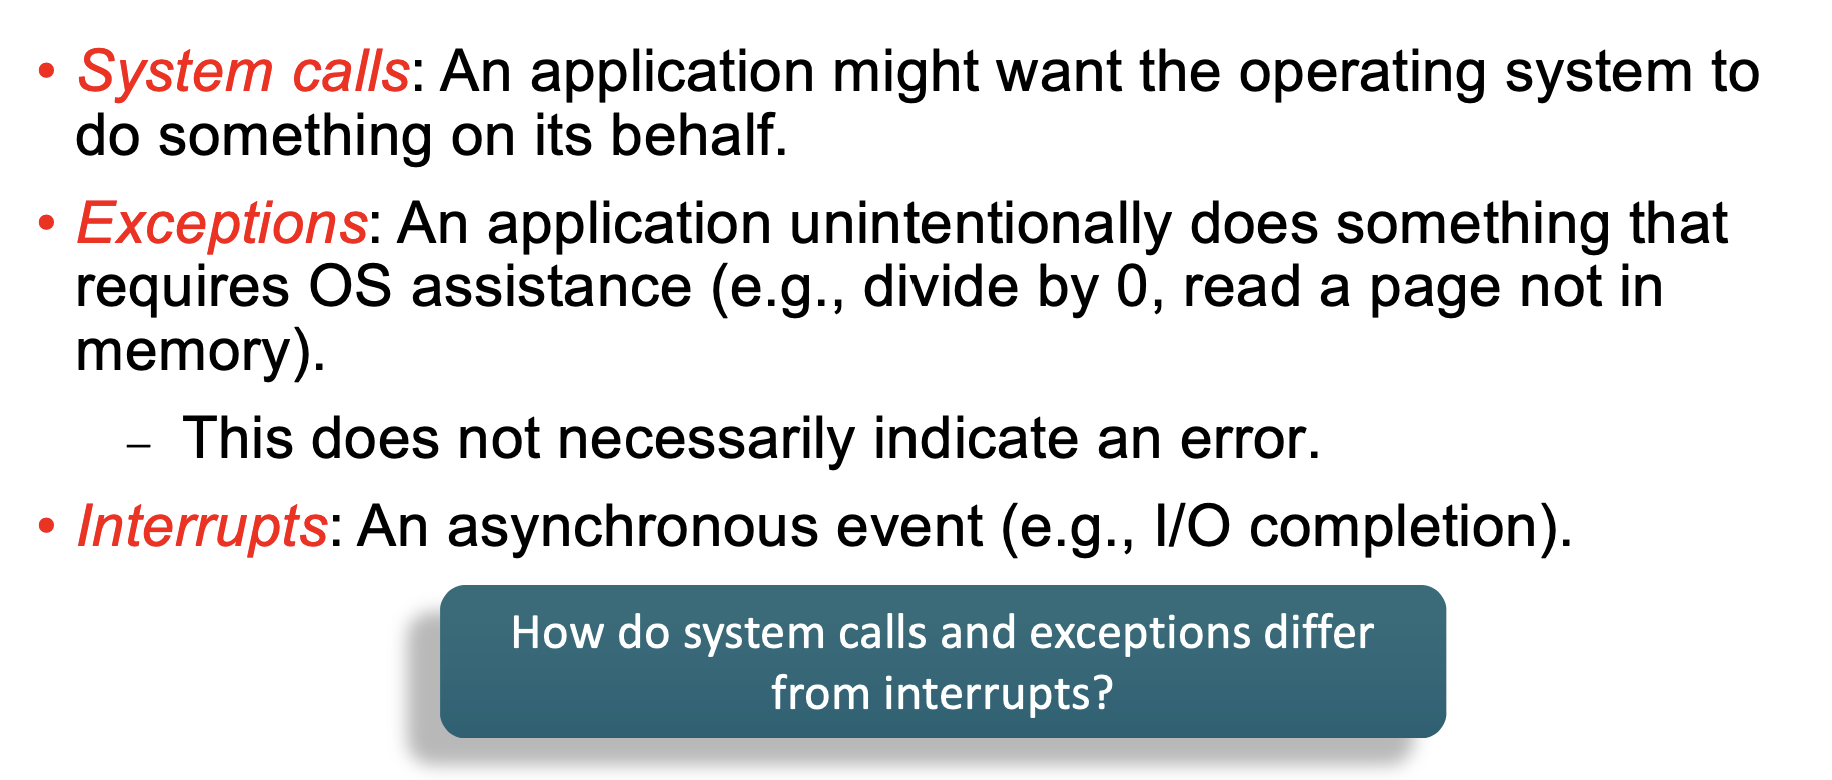 • System calls: An application might want the operating system to
do something on its behalf.
• Exceptions: An application unintentionally does something that
requires OS assistance (e.g., divide by 0, read a page not in
memory).
– This does not necessarily indicate an error.
• Interrupts: An asynchronous event (e.g., I/O completion).
How do system calls and exceptions differ
from interrupts?